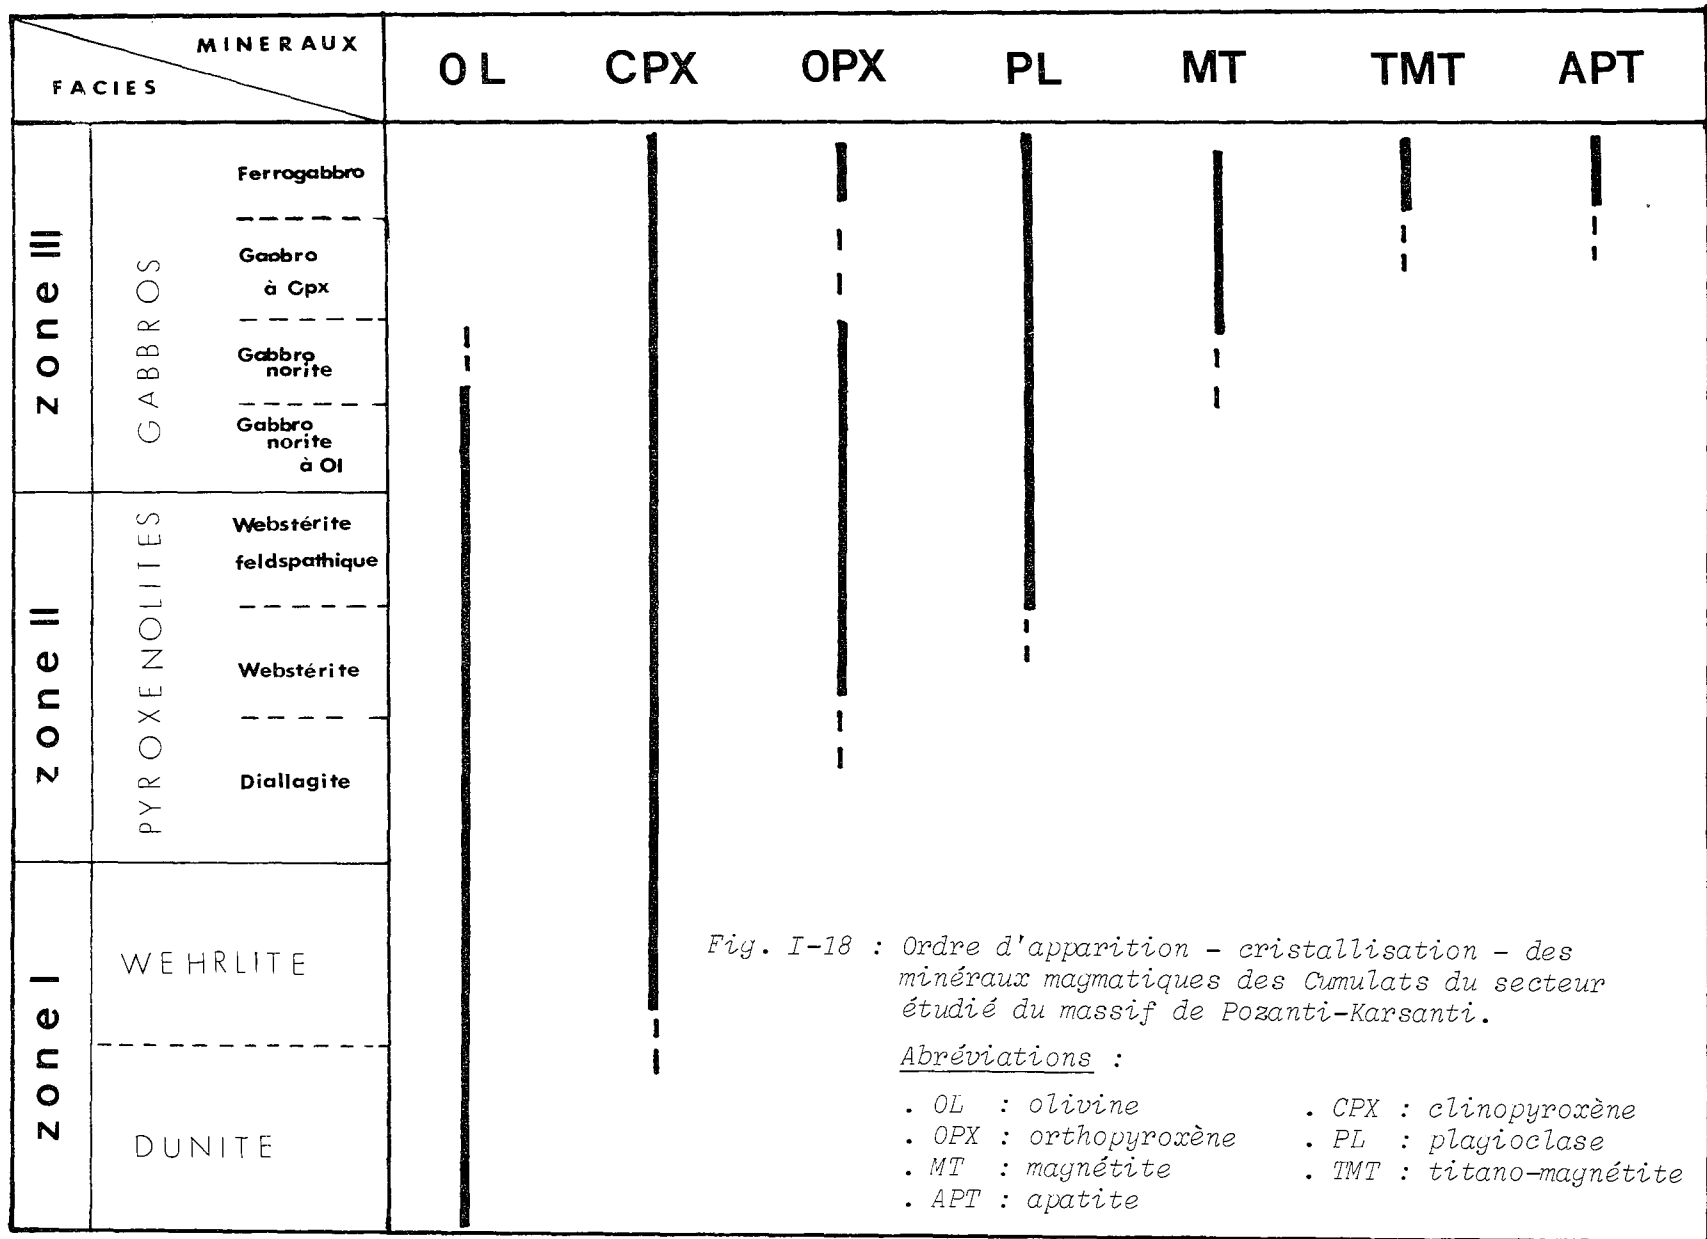 MINERAUX
FACIES
OL CPX OPX PL MT TMT APT
zone III
GABBROS
Ferrogabbro
Gabbro
à Cpx
Gabbro
norite
Gabbro
norite
à Ol
zone II
PYROXENOLITES
Webstérite
feldspathique
Webstérite
Diallagite
zone I
WEHRLITE
DUNITE
Fig. I-18 : Ordre d'apparition - cristallisation - des
minéraux magmatiques des Cumulats du secteur
étudié du massif de Pozanti-Karsanti.
Abréviations :
. OL : olivine . CPX : clinopyroxène
. OPX : orthopyroxène . PL : plagioclase
. MT : magnétite . TMT : titano-magnétite
. APT : apatite